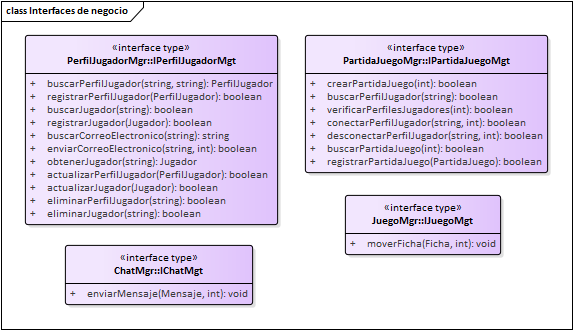 class Interfaces de negocio
«interface type»
PerfilJugadorMgr::IPerfilJugadorMgt
+ buscarPerfilJugador(string, string): PerfilJugador
+ registrarPerfilJugador(PerfilJugador): boolean
+ buscarJugador(string): boolean
+ registrarJugador(Jugador): boolean
+ buscarCorreoElectronico(string): string
+ enviarCorreoElectronico(string, int): boolean
+ obtenerJugador(string): Jugador
+ actualizarPerfilJugador(PerfilJugador): boolean
+ actualizarJugador(Jugador): boolean
+ eliminarPerfilJugador(string): boolean
+ eliminarJugador(string): boolean
«interface type»
PartidaJuegoMgr::IPartidaJuegoMgt
+ crearPartidaJuego(int): boolean
+ buscarPerfilJugador(string): boolean
+ verificarPerfilesJugadores(int): boolean
+ conectarPerfilJugador(string, int): boolean
+ desconectarPerfilJugador(string, int): boolean
+ buscarPartidaJuego(int): boolean
+ registrarPartidaJuego(PartidaJuego): boolean
«interface type»
JuegoMgr::IJuegoMgt
+ moverFicha(Ficha, int): void
«interface type»
ChatMgr::IChatMgt
+ enviarMensaje(Mensaje, int): void